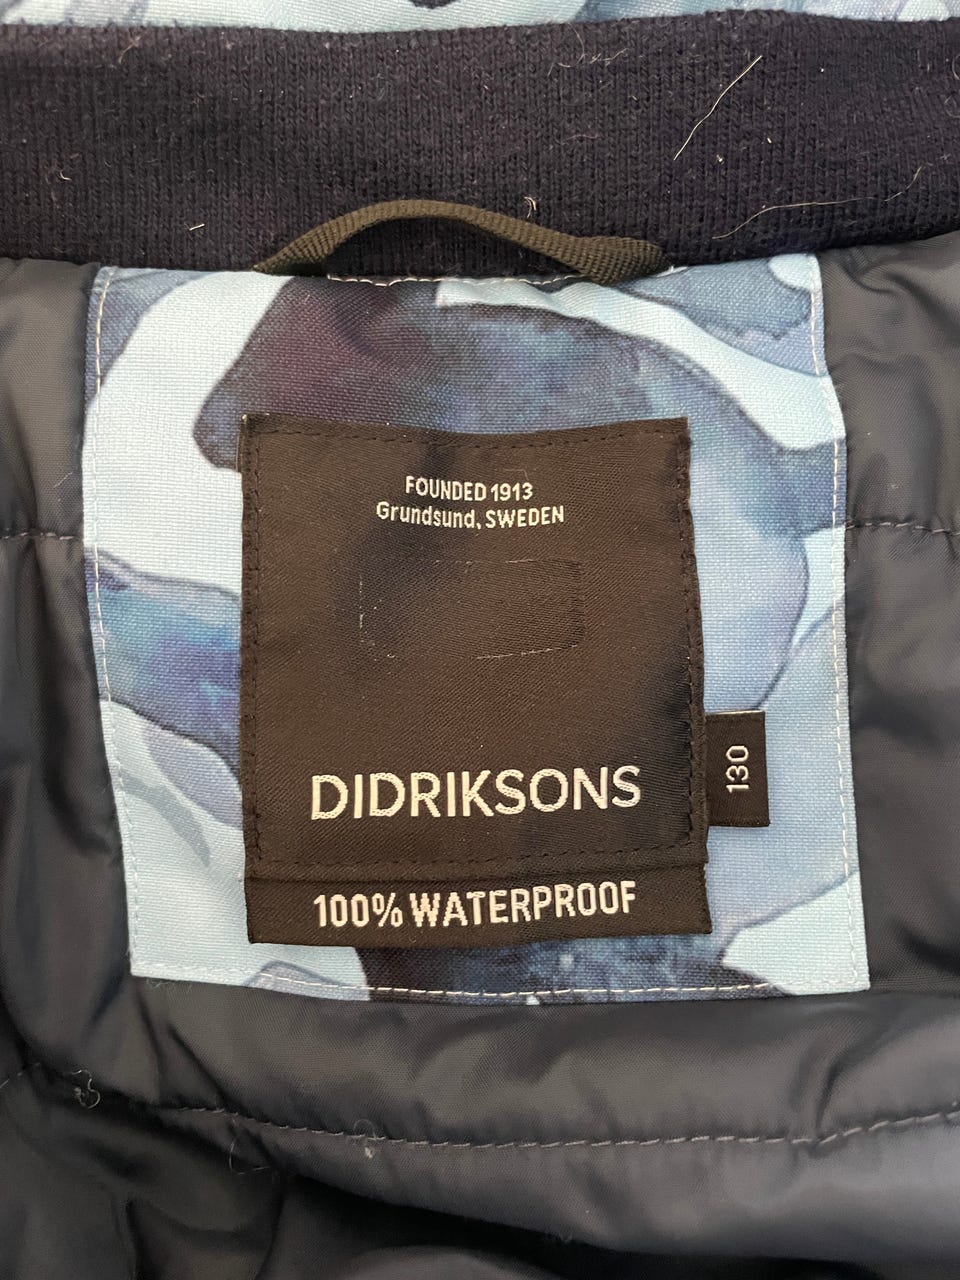 FOUNDED 1913
Grundsund, SWEDEN
DIDRIKSONS
130
100% WATERPROOF